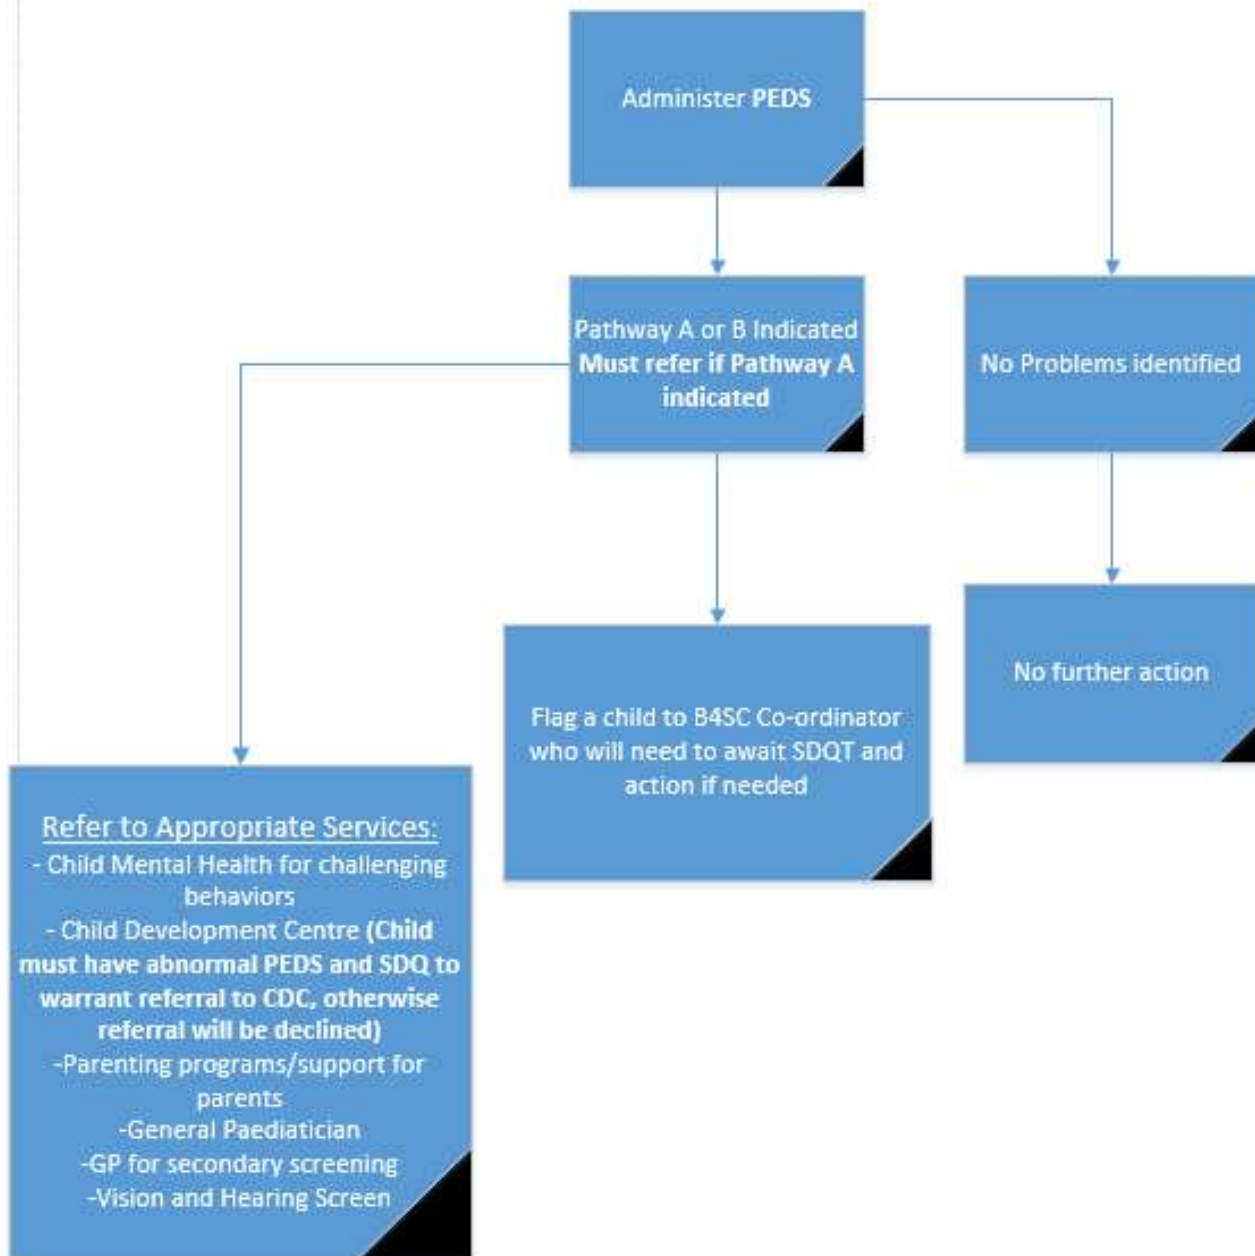 Administer PEDS
Pathway A or B Indicated
Must refer if Pathway A
indicated
No Problems identified
Flag a child to B4SC Co-ordinator
who will need to await SDQT and
action if needed
No further action
Refer to Appropriate Services:
- Child Mental Health for challenging
behaviors
- Child Development Centre (Child
must have abnormal PEDS and SDQ to
warrant referral to CDC, otherwise
referral will be declined)
-Parenting programs/support for
parents
-General Paediatician
-GP for secondary screening
-Vision and Hearing Screen